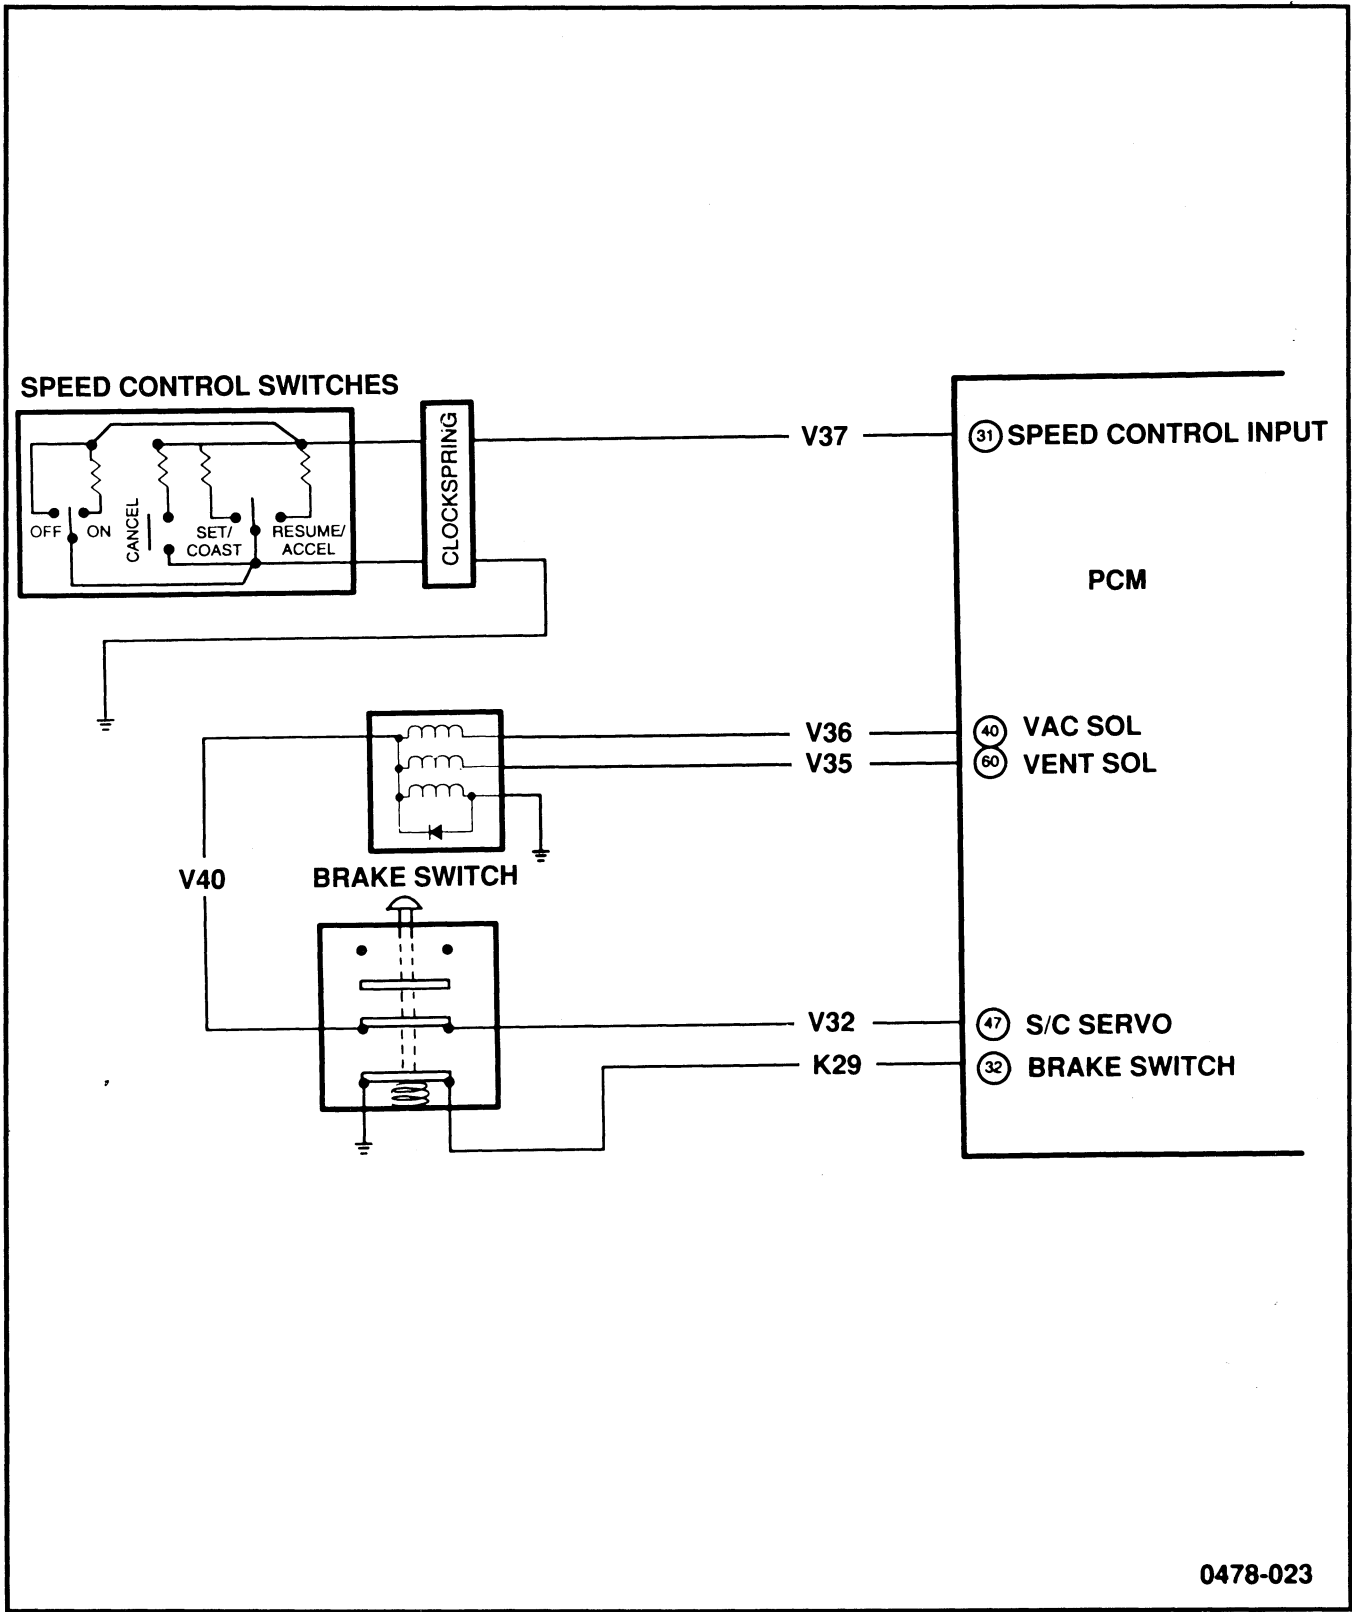 SPEED CONTROL SWITCHES
OFF
ON
CANCEL
SET/
COAST
RESUME/
ACCEL
CLOCKSPRING
V37
31 SPEED CONTROL INPUT
PCM
V36
40 VAC SOL
V35
60 VENT SOL
V40
BRAKE SWITCH
V32
47 S/C SERVO
K29
32 BRAKE SWITCH
0478-023